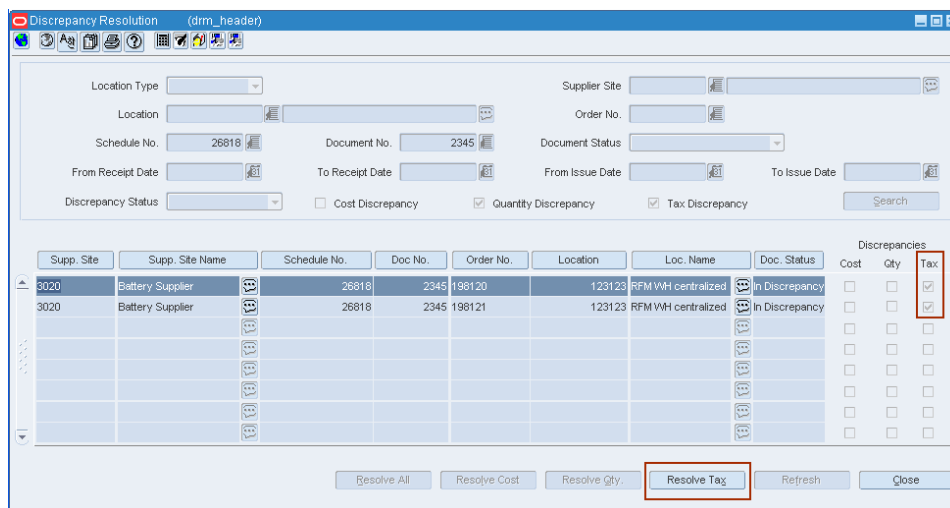 Discrepancy Resolution (drm_header)
Location Type Supplier Site
Location Order No.
Schedule No. 26818 Document No. 2345 Document Status
From Receipt Date To Receipt Date From Issue Date To Issue Date
Discrepancy Status Cost Discrepancy Quantity Discrepancy Tax Discrepancy Search
Discrepancies
Supp. Site Supp. Site Name Schedule No. Doc No. Order No. Location Loc. Name Doc. Status Cost Qty Tax
3020 Battery Supplier 26818 2345 198120 123123 RFM WH centralized In Discrepancy
3020 Battery Supplier 26818 2345 198121 123123 RFM WH centralized In Discrepancy
Resolve All Resolve Cost Resolve Qty. Resolve Tax Refresh Close